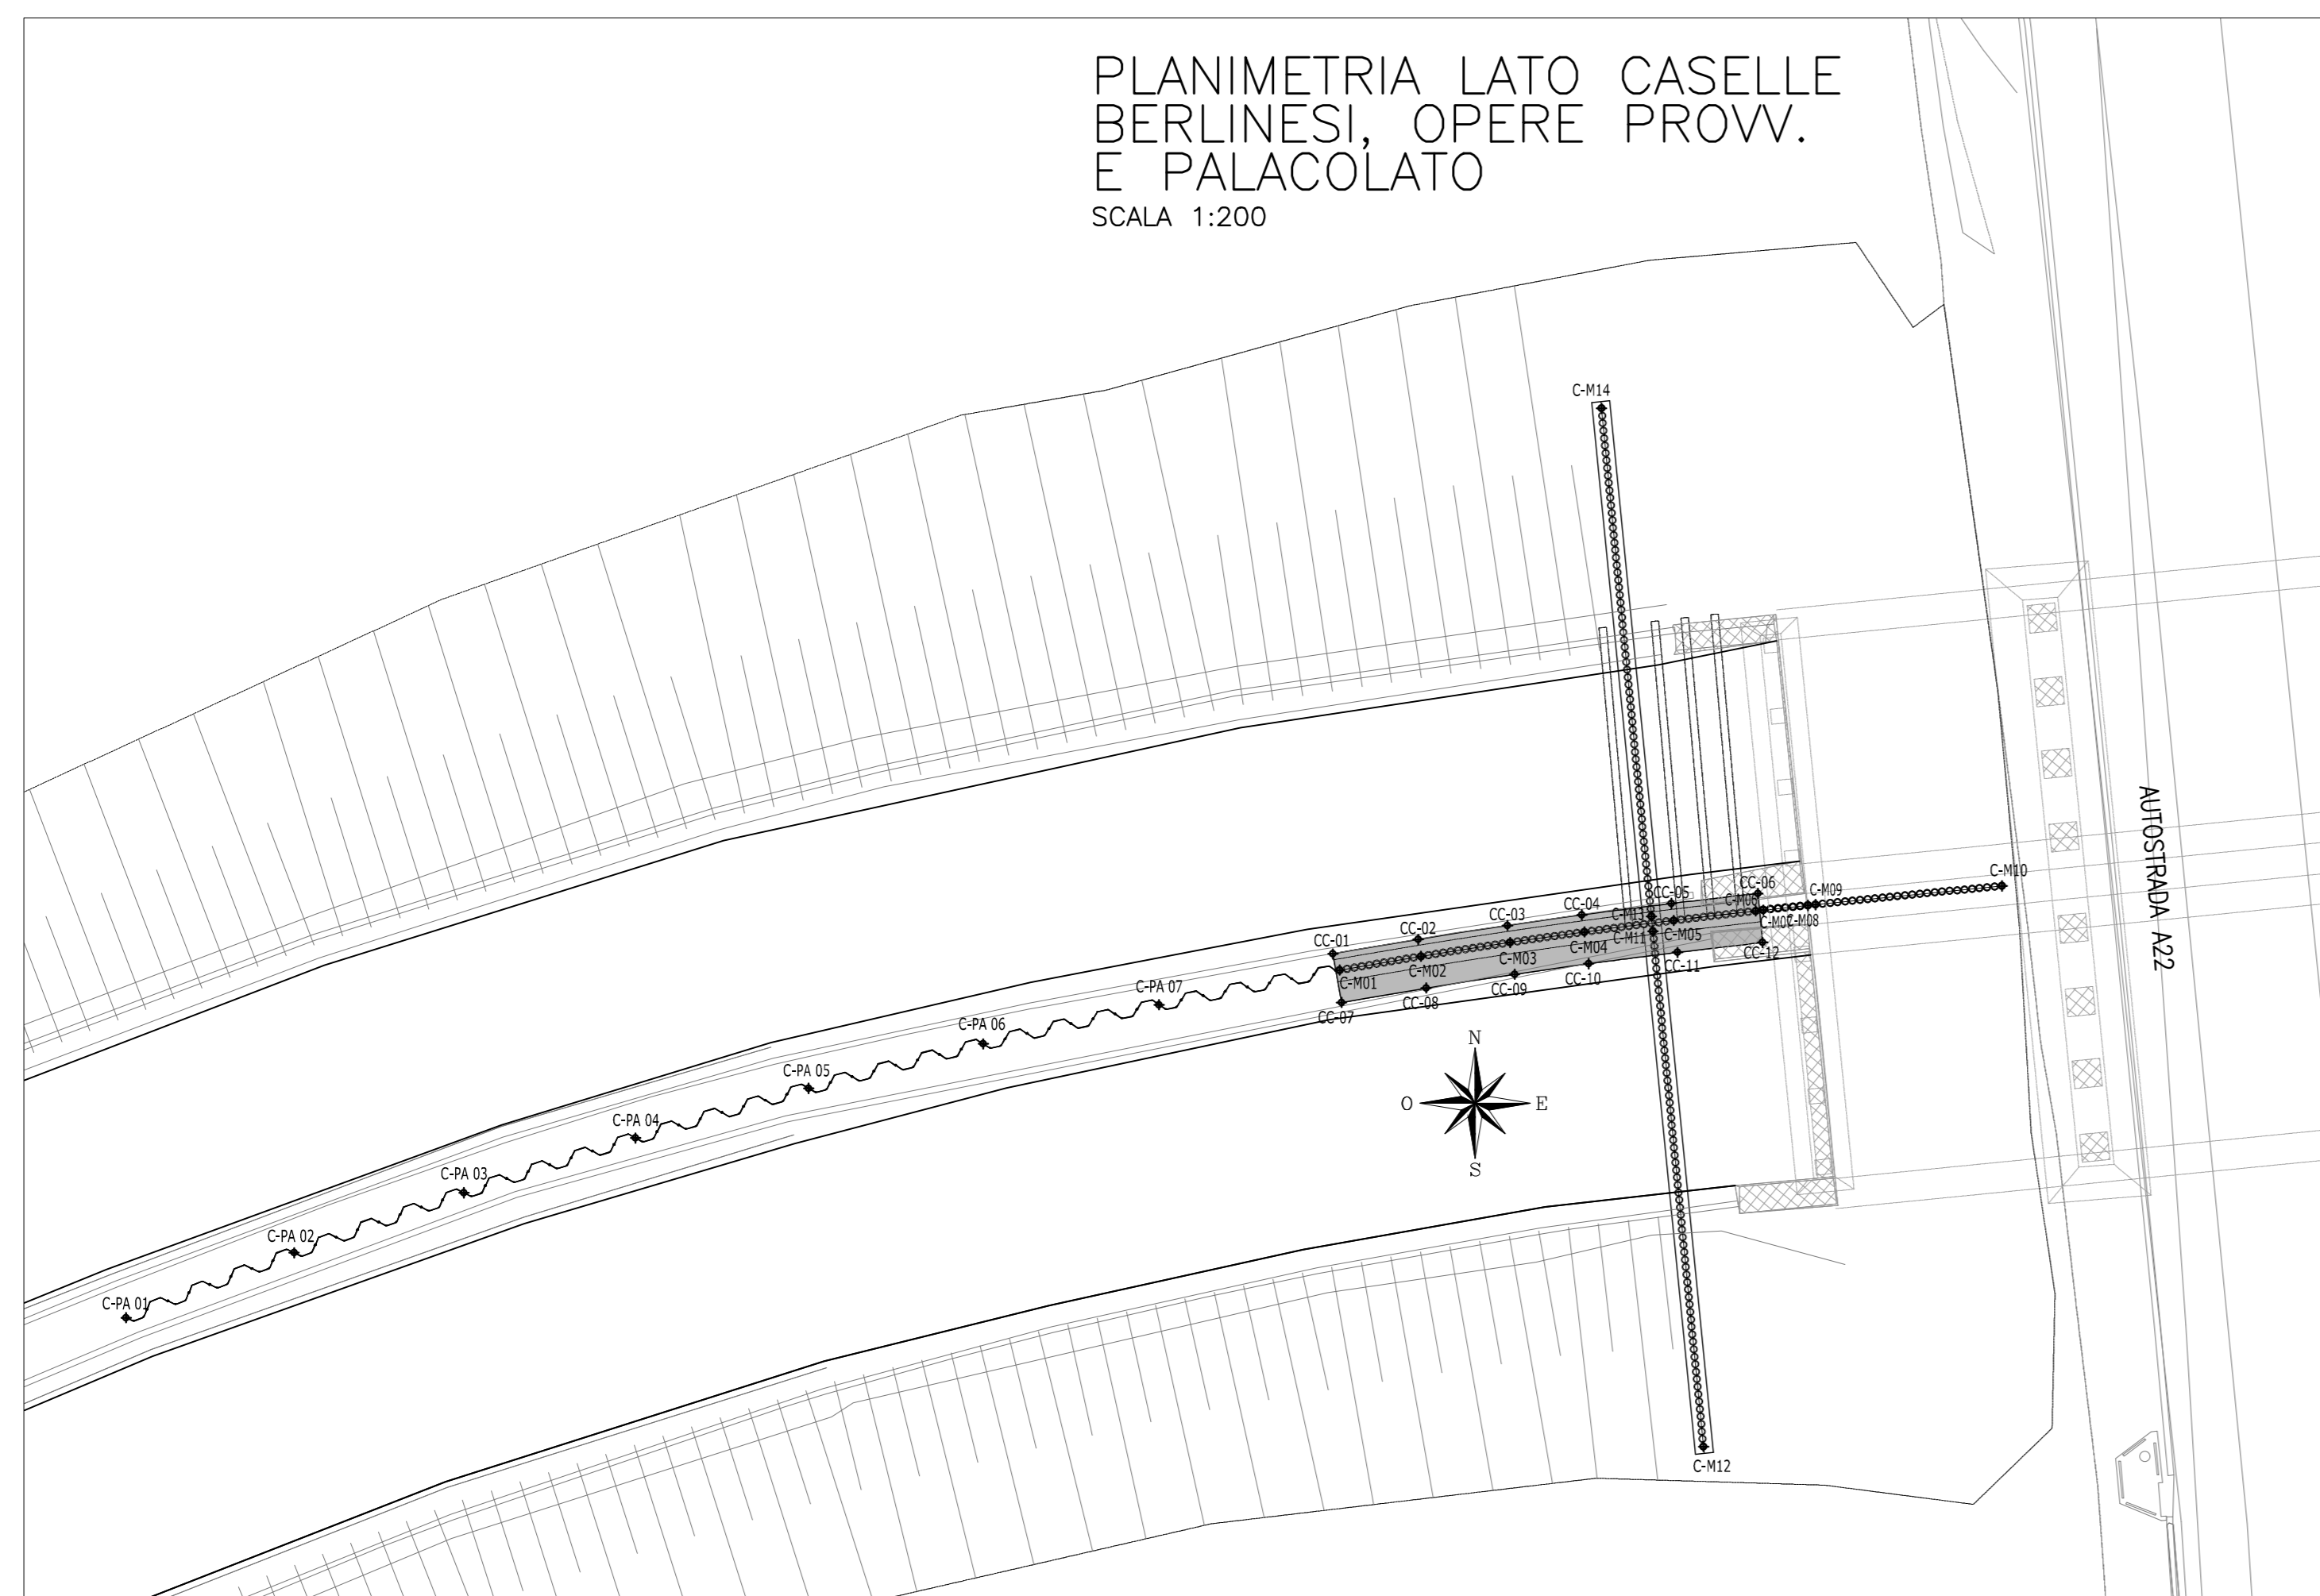 PLANIMETRIA LATO CASELLE
BERLINESI, OPERE PROVV.
E PALACOLATO
SCALA 1:200
C-M14
C-M10
CC-06
C-M09
CC-05
C-M06
CC-04
C-M13
CC-03
C-M07
C-M08
CC-02
C-M11
C-M05
CC-01
C-M04
CC-12
C-M03
CC-11
C-M02
CC-10
C-M01
CC-09
CC-08
CC-07
C-PA 07
C-PA 06
C-PA 05
C-PA 04
C-PA 03
C-PA 02
C-PA 01
N
O
E
S
AUTOSTRADA A22
C-M12